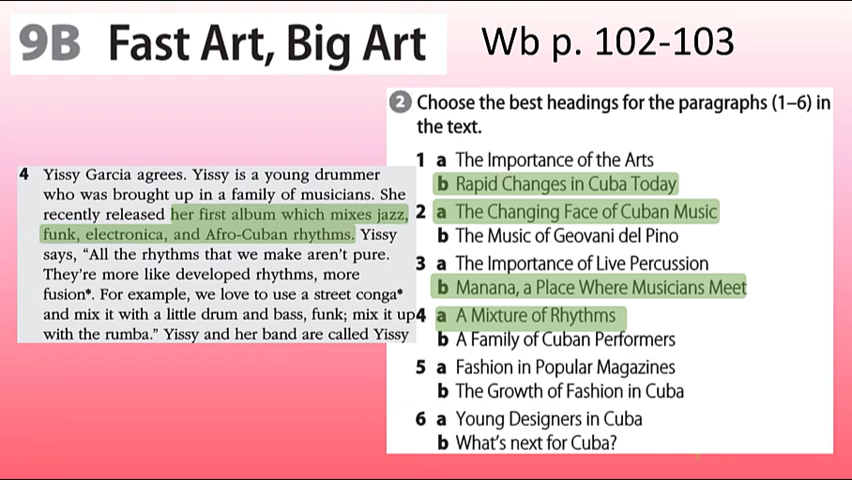 9B Fast Art, Big Art
Wb p. 102-103
2 Choose the best headings for the paragraphs (1–6) in
the text.
1 a The Importance of the Arts
b Rapid Changes in Cuba Today
2 a The Changing Face of Cuban Music
b The Music of Geovani del Pino
3 a The Importance of Live Percussion
b Manana, a Place Where Musicians Meet
4 a A Mixture of Rhythms
b A Family of Cuban Performers
5 a Fashion in Popular Magazines
b The Growth of Fashion in Cuba
6 a Young Designers in Cuba
b What's next for Cuba?
4 Yissy Garcia agrees. Yissy is a young drummer
who was brought up in a family of musicians. She
recently released her first album which mixes jazz,
funk, electronica, and Afro-Cuban rhythms. Yissy
says, “All the rhythms that we make aren't pure.
They're more like developed rhythms, more
fusion*. For example, we love to use a street conga*
and mix it with a little drum and bass, funk; mix it up
with the rumba.” Yissy and her band are called Yissy